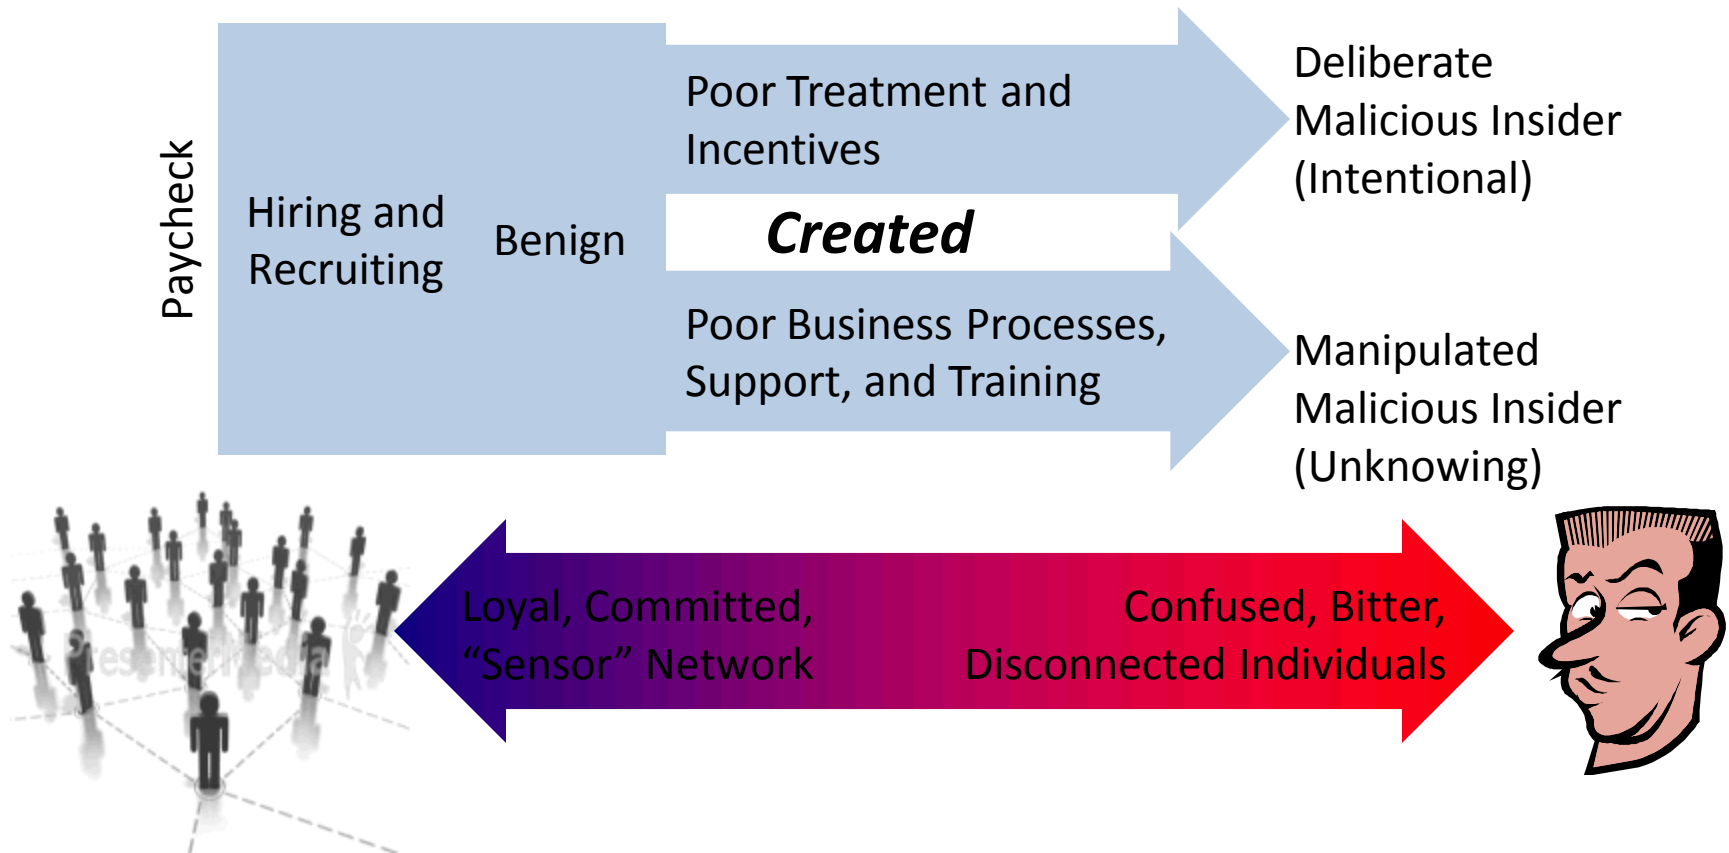 Paycheck
Hiring and
Recruiting
Benign
Poor Treatment and
Incentives
Created
Poor Business Processes,
Support, and Training
Deliberate
Malicious Insider
(Intentional)
Manipulated
Malicious Insider
(Unknowing)
Loyal, Committed,
“Sensor” Network
Confused, Bitter,
Disconnected Individuals
PresenterMedia